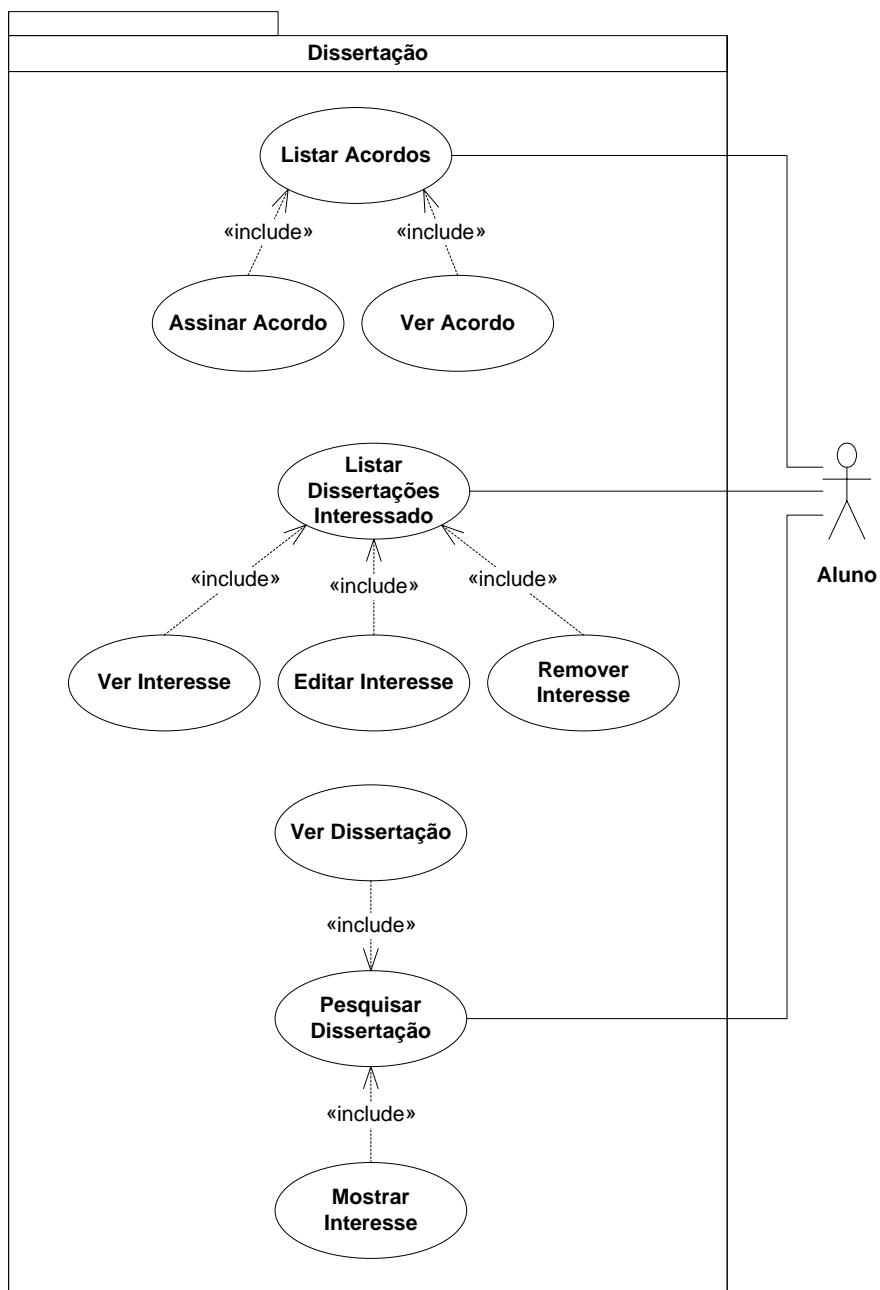 Dissertação
Listar Acordos
«include»
«include»
Assinar Acordo
Ver Acordo
Listar
Dissertações
Interessado
Aluno
«include»
«include»
«include»
Ver Interesse
Editar Interesse
Remover
Interesse
Ver Dissertação
«include»
Pesquisar
Dissertação
«include»
Mostrar
Interesse